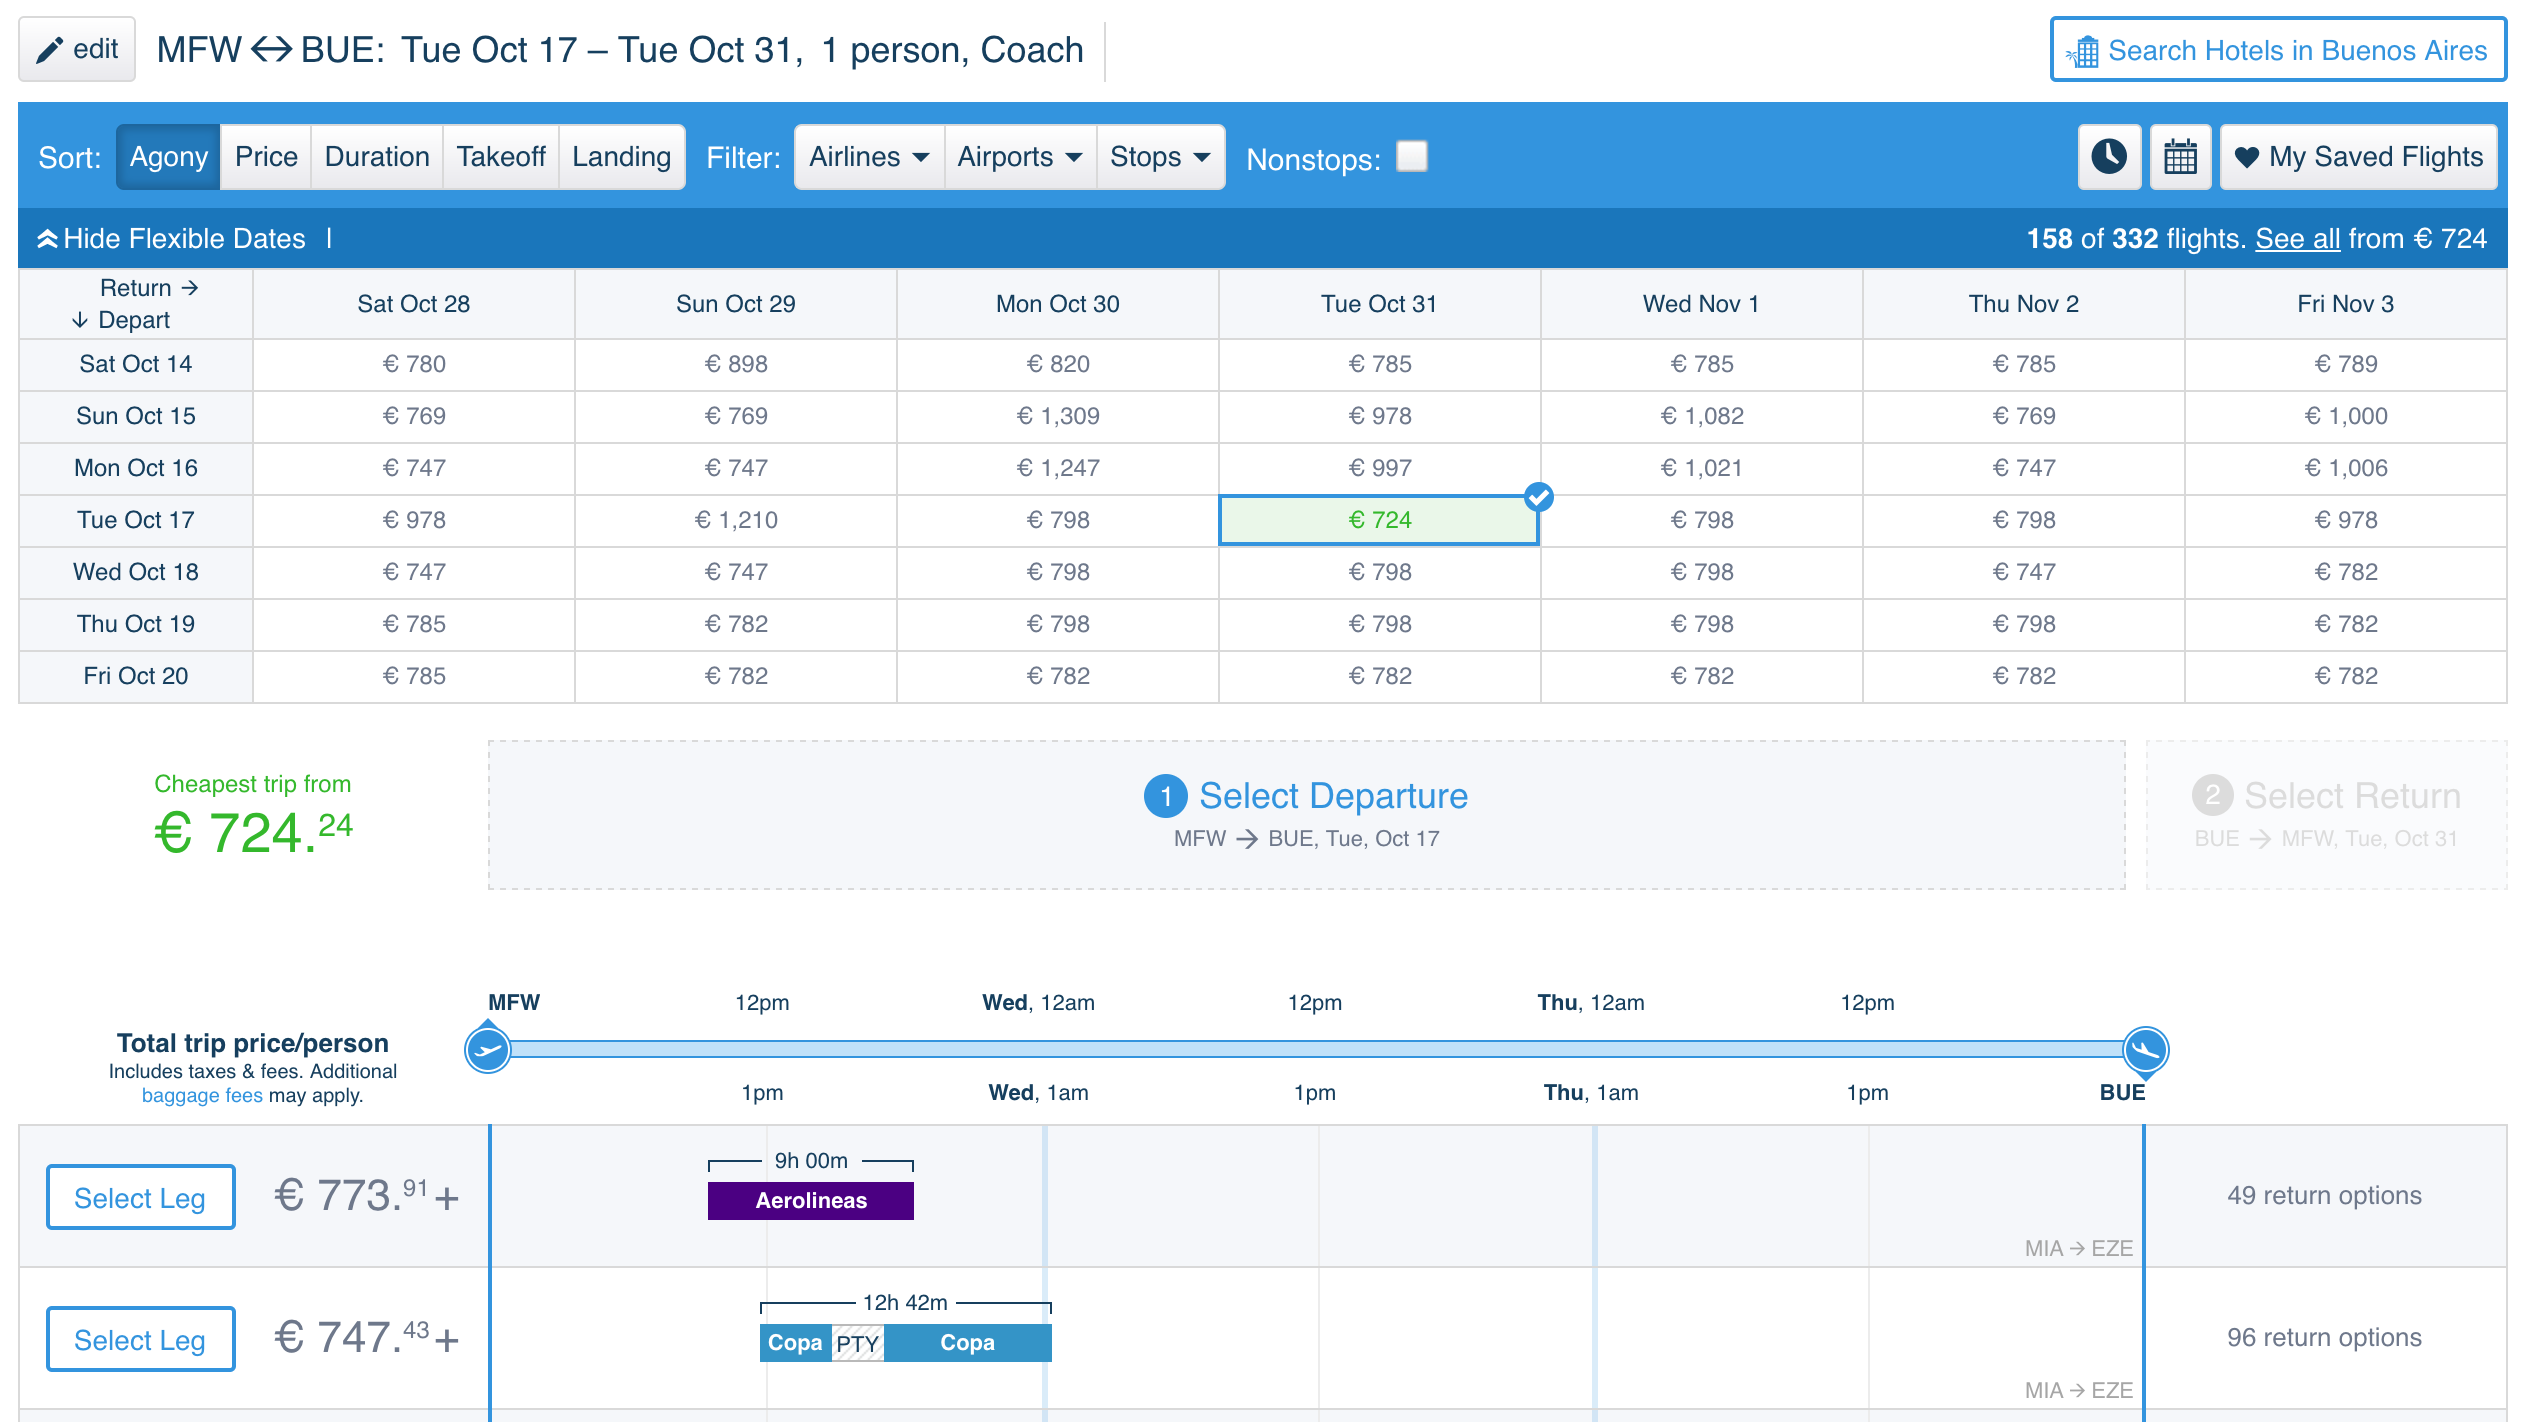 edit
MFW ↔ BUE: Tue Oct 17 – Tue Oct 31, 1 person, Coach
Search Hotels in Buenos Aires
Sort: Agony Price Duration Takeoff Landing Filter: Airlines Airports Stops Nonstops: My Saved Flights
Hide Flexible Dates | 158 of 332 flights. See all from € 724
Return →
↓ Depart
Sat Oct 28 Sun Oct 29 Mon Oct 30 Tue Oct 31 Wed Nov 1 Thu Nov 2 Fri Nov 3
Sat Oct 14 € 780 € 898 € 820 € 785 € 785 € 785 € 789
Sun Oct 15 € 769 € 769 € 1,309 € 978 € 1,082 € 769 € 1,000
Mon Oct 16 € 747 € 747 € 1,247 € 997 € 1,021 € 747 € 1,006
Tue Oct 17 € 978 € 1,210 € 798 € 724 € 798 € 798 € 978
Wed Oct 18 € 747 € 747 € 798 € 798 € 798 € 747 € 782
Thu Oct 19 € 785 € 782 € 798 € 798 € 798 € 798 € 782
Fri Oct 20 € 785 € 782 € 782 € 782 € 782 € 782 € 782
Cheapest trip from
€ 724.24
1 Select Departure
MFW → BUE, Tue, Oct 17
2 Select Return
BUE → MFW, Tue, Oct 31
MFW 12pm Wed, 12am 12pm Thu, 12am 12pm
Total trip price/person
Includes taxes & fees. Additional
baggage fees may apply.
1pm Wed, 1am 1pm Thu, 1am 1pm BUE
9h 00m
Select Leg € 773.91+ Aerolineas 49 return options
MIA → EZE
12h 42m
Select Leg € 747.43+ Copa PTY Copa 96 return options
MIA → EZE